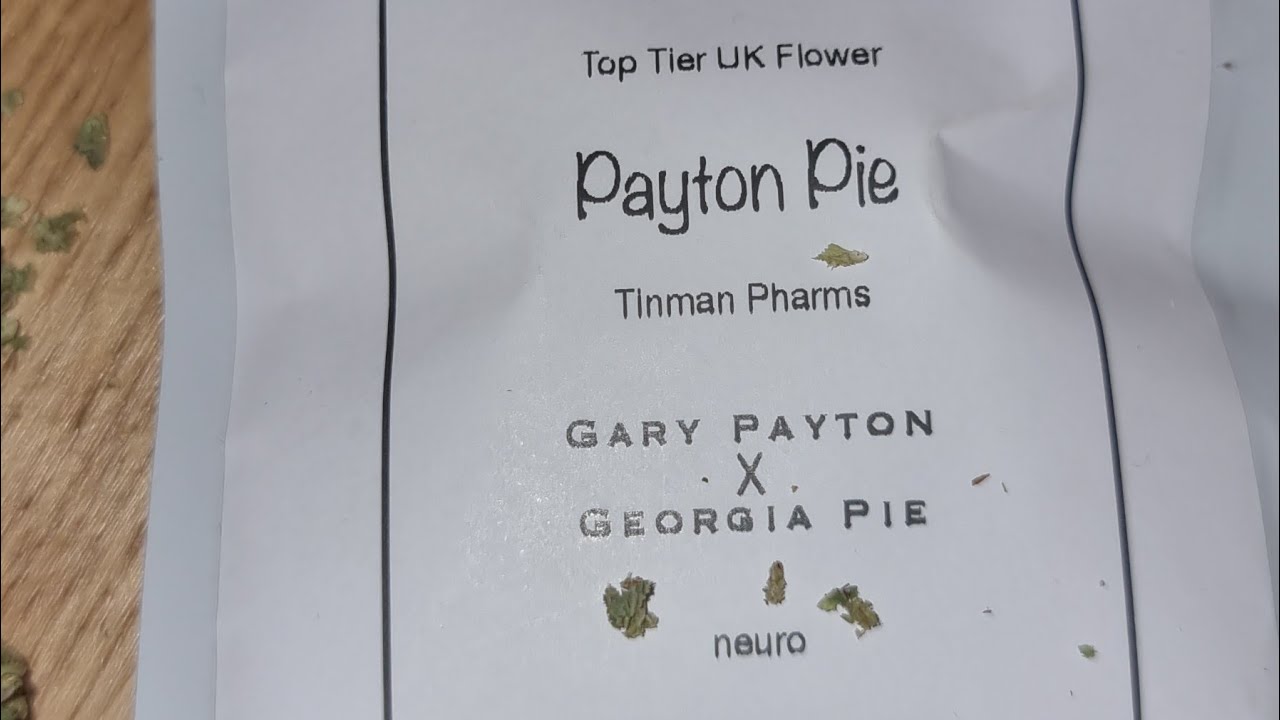 Top Tier UK Flower
Payton Pie
Tinman Pharms
GARY PAYTON
X
GEORGIA PIE
neuro